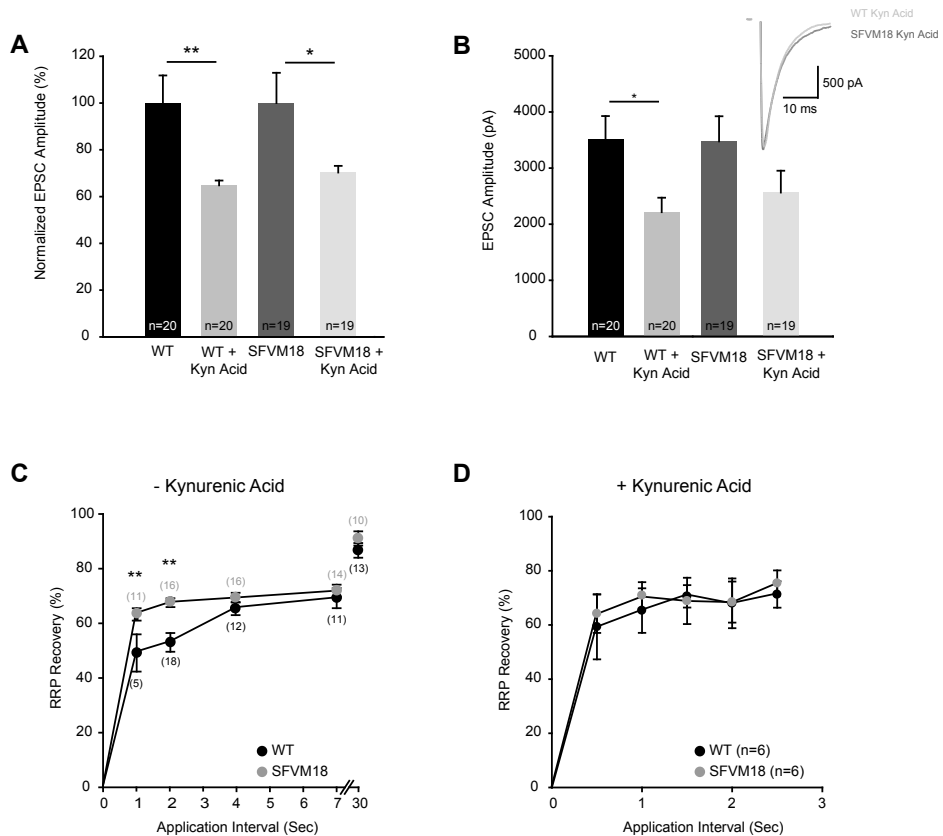 A
Normalized EPSC Amplitude (%)
120
100
80
60
40
20
0
**
*
n=20
n=20
n=19
n=19
WT
WT +
Kyn Acid
SFVM18
SFVM18 +
Kyn Acid
B
WT Kyn Acid
SFVM18 Kyn Acid
500 pA
10 ms
EPSC Amplitude (pA)
5000
4000
3000
2000
1000
0
*
n=20
n=20
n=19
n=19
WT
WT +
Kyn Acid
SFVM18
SFVM18 + 
Kyn Acid
C
- Kynurenic Acid
RRP Recovery (%)
100
80
60
40
20
0
**
**
(11)
(16)
(16)
(14)
(10)
(5)
(18)
(12)
(11)
(13)
WT
SFVM18
0 1 2 4 7 30
Application Interval (Sec)
D
+ Kynurenic Acid
RRP Recovery (%)
100
80
60
40
20
0
WT (n=6)
SFVM18 (n=6)
0 1 2 3
Application Interval (Sec)